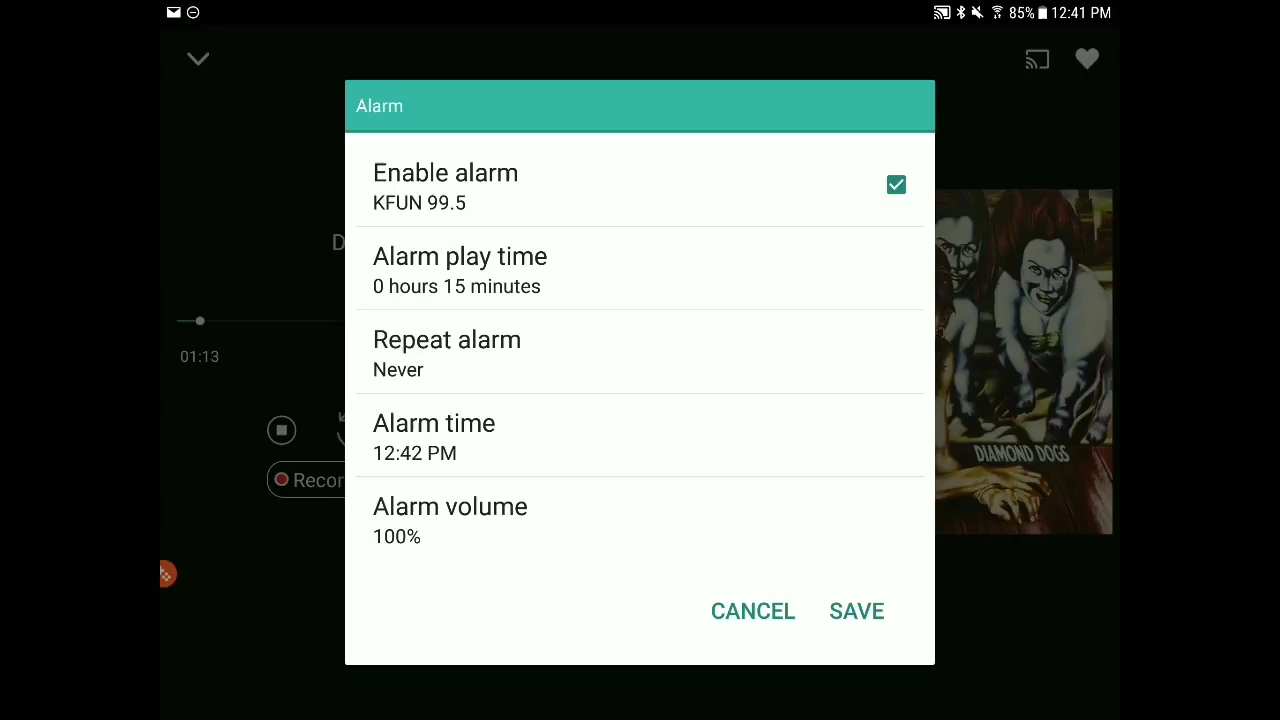 85% 12:41 PM
Alarm
Enable alarm
KFUN 99.5
Alarm play time
0 hours 15 minutes
Repeat alarm
Never
01:13
Alarm time
12:42 PM
Recor
DIAMOND DOGS
Alarm volume
100%
CANCEL SAVE